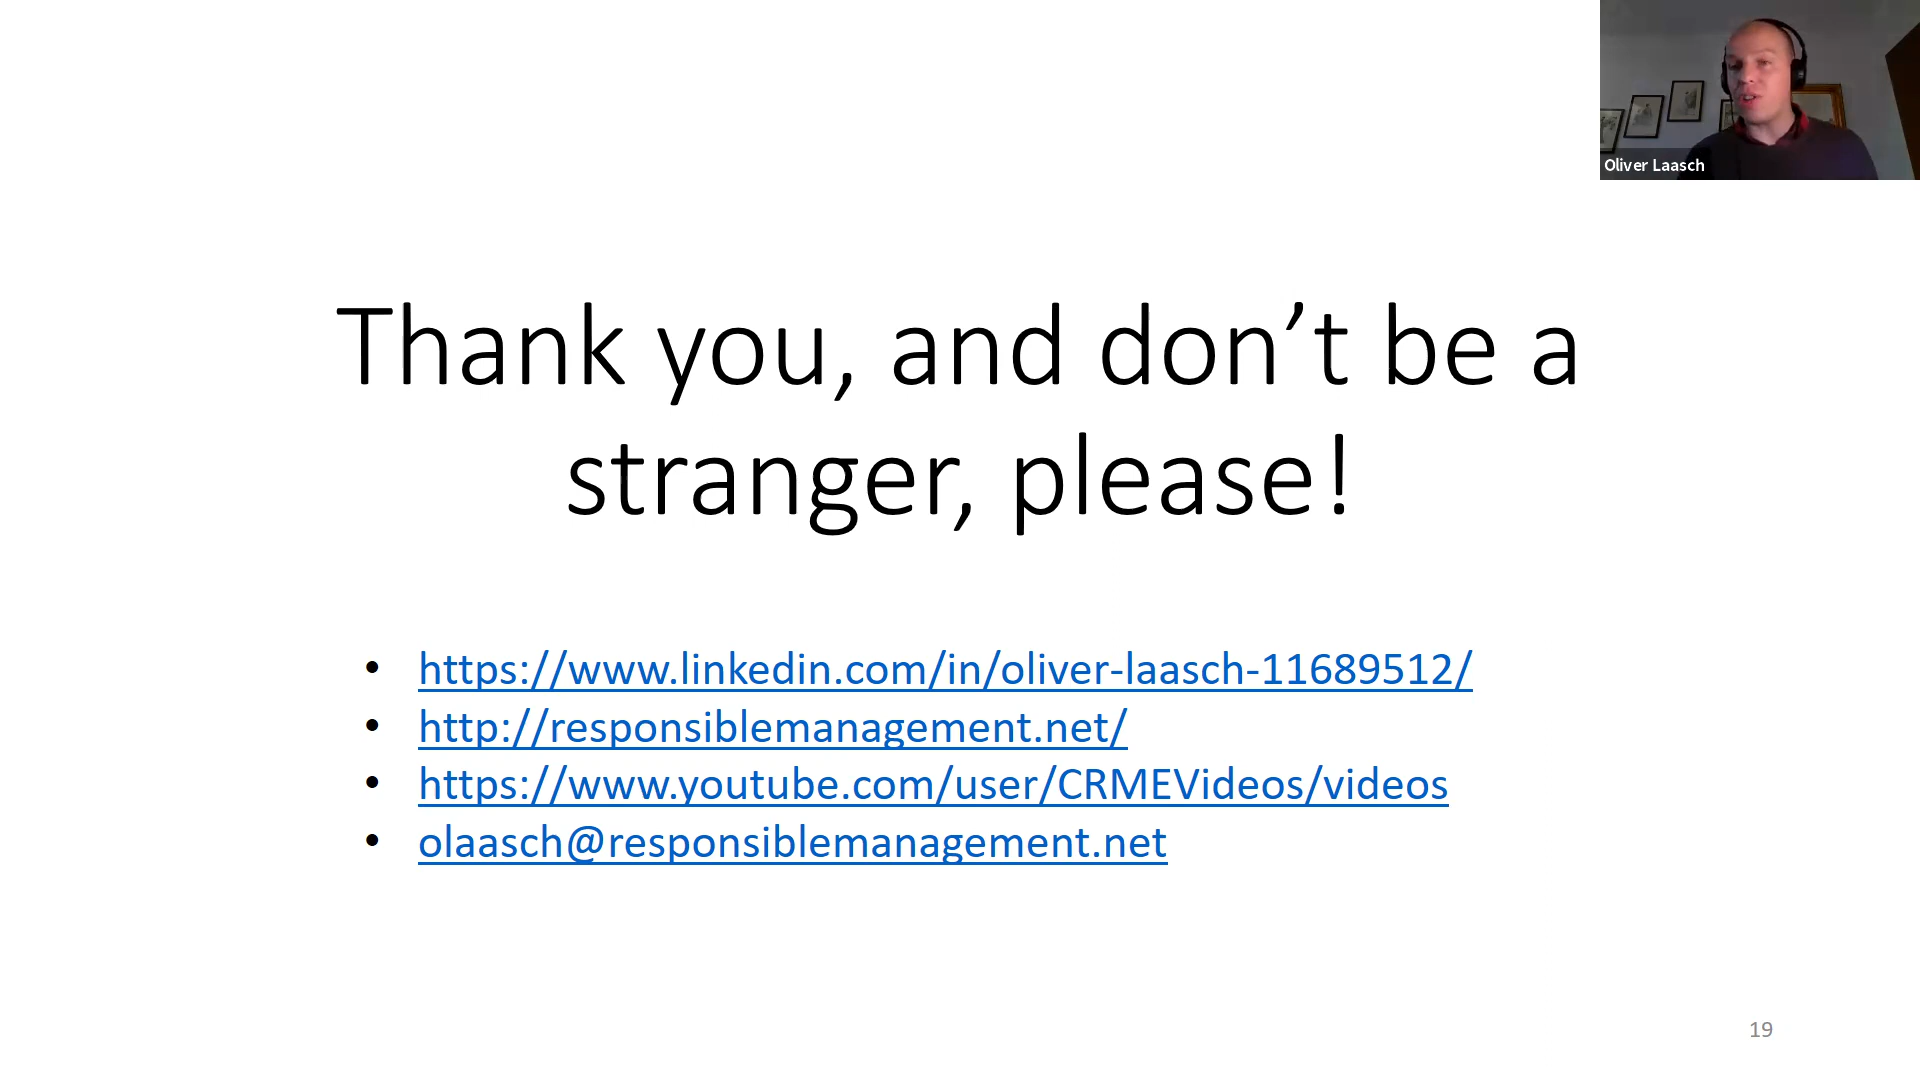 Oliver Laasch
Thank you, and don’t be a
stranger, please!
• https://www.linkedin.com/in/oliver-laasch-11689512/
• http://responsiblemanagement.net/
• https://www.youtube.com/user/CRMEVideos/videos
• olaasch@responsiblemanagement.net
19